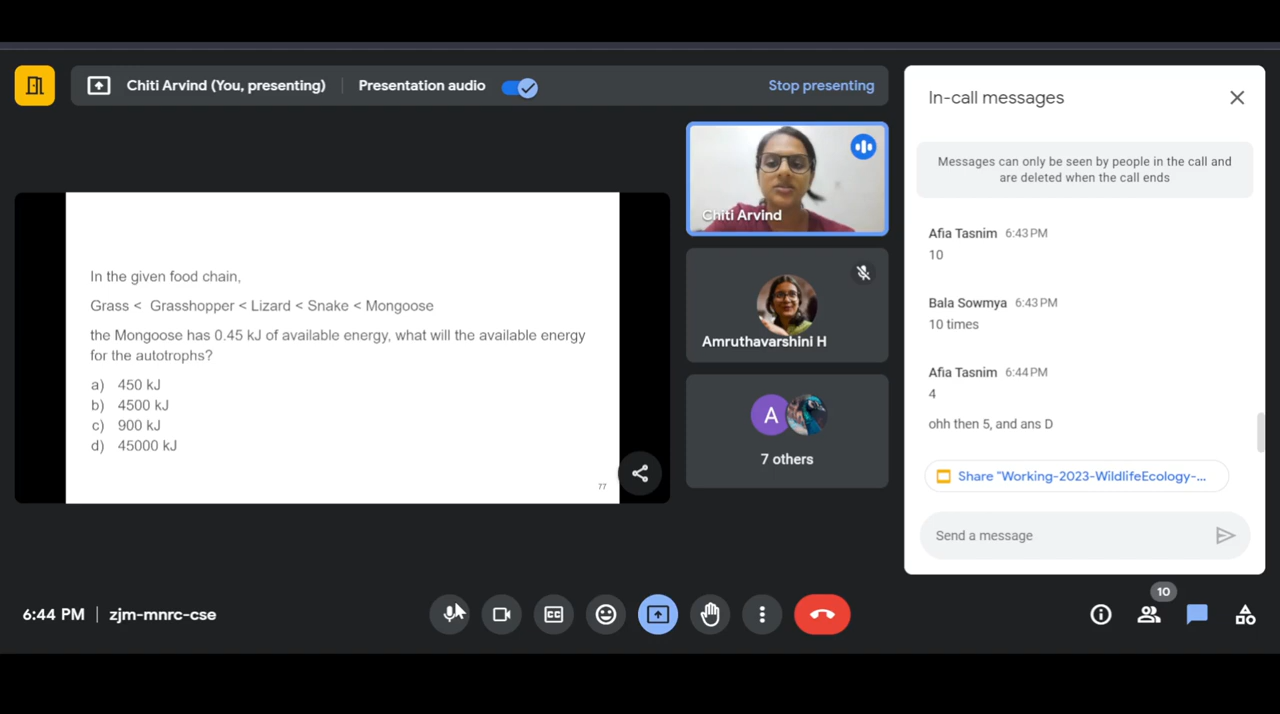 Chiti Arvind (You, presenting)
Presentation audio
Stop presenting
In the given food chain,
Grass < Grasshopper < Lizard < Snake < Mongoose
the Mongoose has 0.45 kJ of available energy, what will the available energy
for the autotrophs?
a) 450 kJ
b) 4500 kJ
c) 900 kJ
d) 45000 kJ
77
Chiti Arvind
Amruthavarshini H
A
7 others
In-call messages
Messages can only be seen by people in the call and
are deleted when the call ends
Afia Tasnim 6:43 PM
10
Bala Sowmya 6:43 PM
10 times
Afia Tasnim 6:44 PM
4
ohh then 5, and ans D
Share "Working-2023-WildlifeEcology-...
Send a message
6:44 PM | zjm-mnrc-cse
CC
10